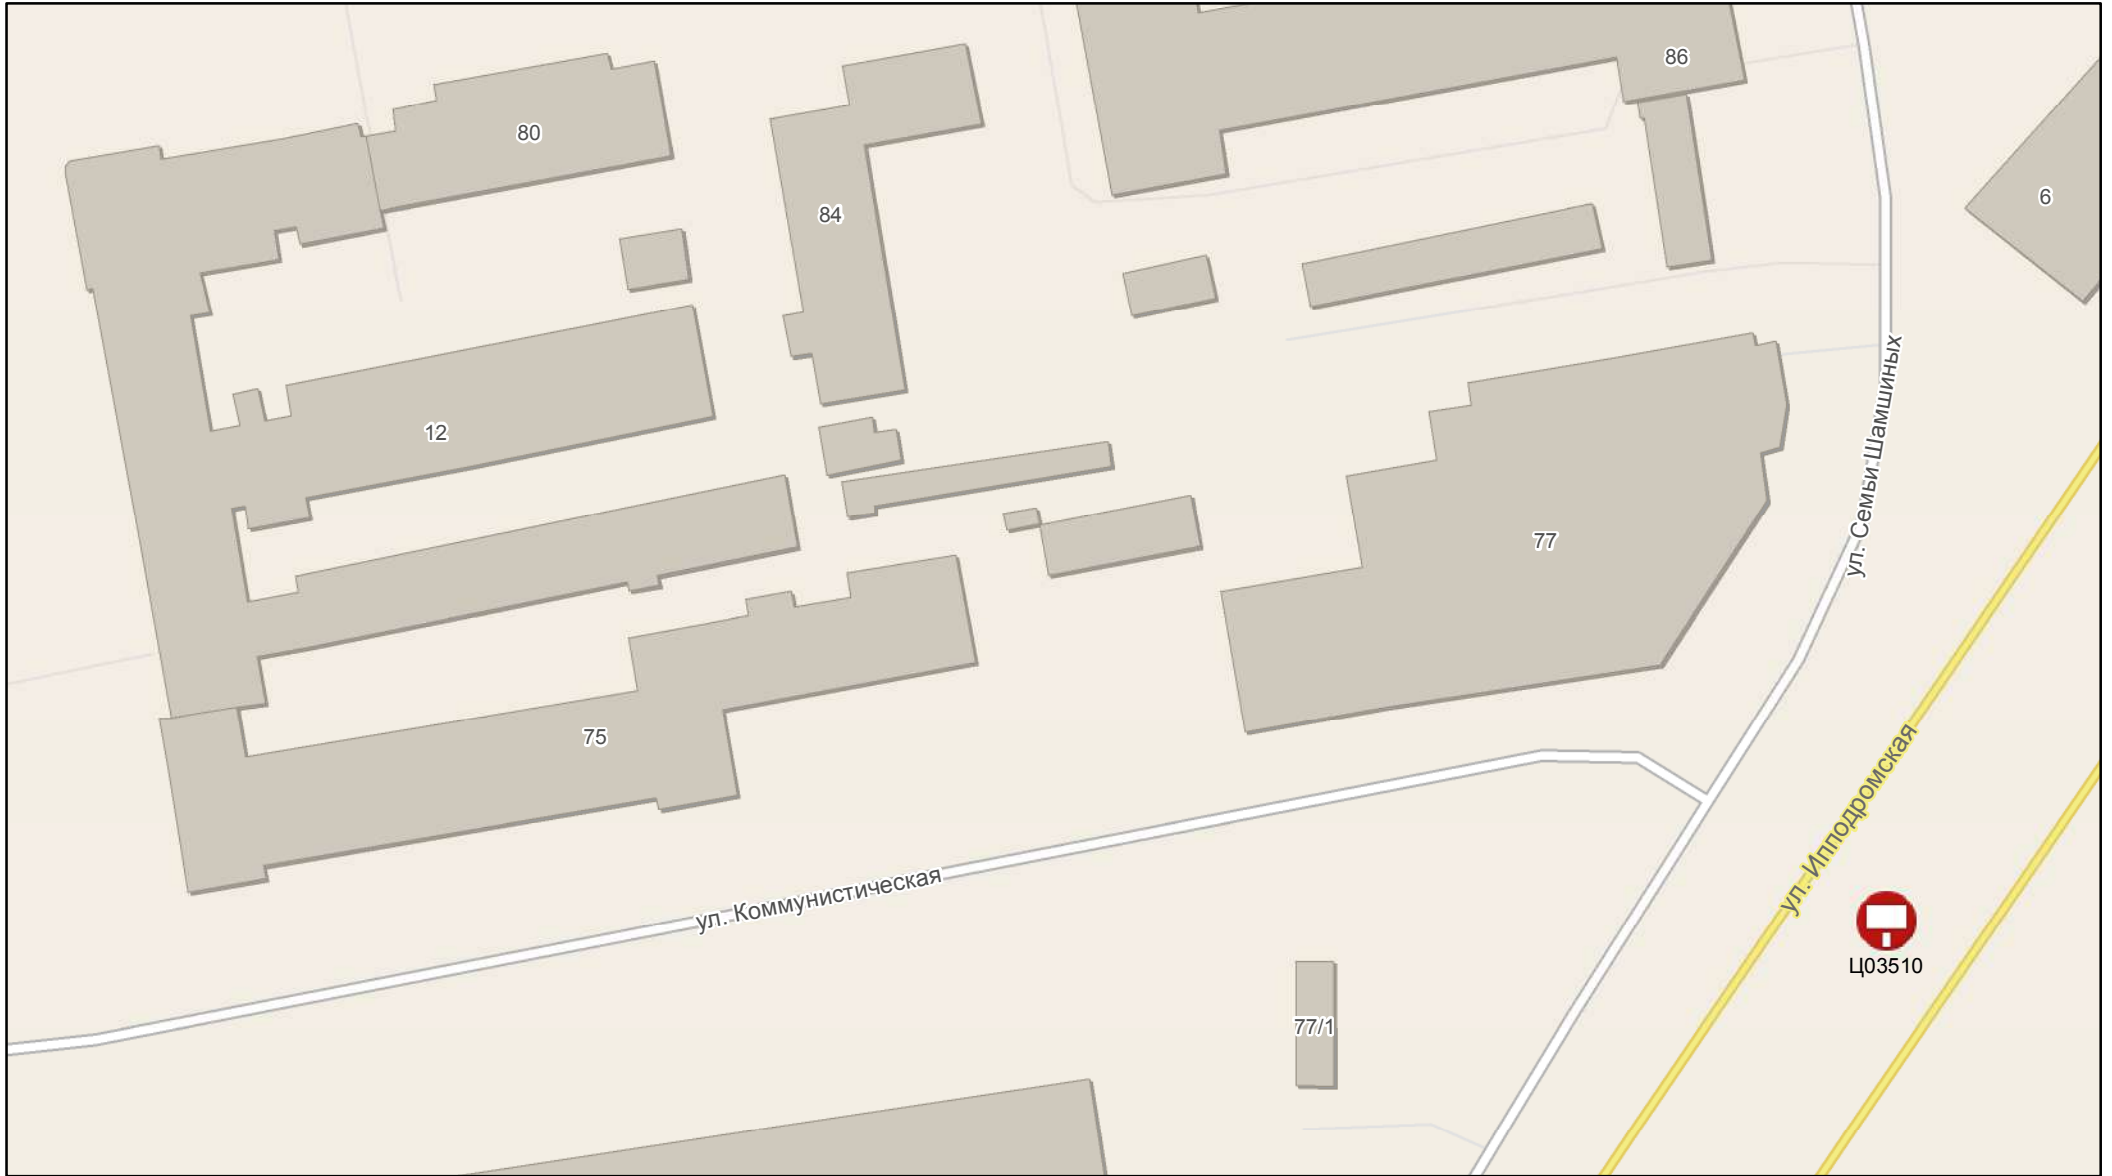 86
80
6
84
ул. Семьи Шамшиных
12
77
75
ул. Ипподромская
ул. Коммунистическая
Ц03510
77/1